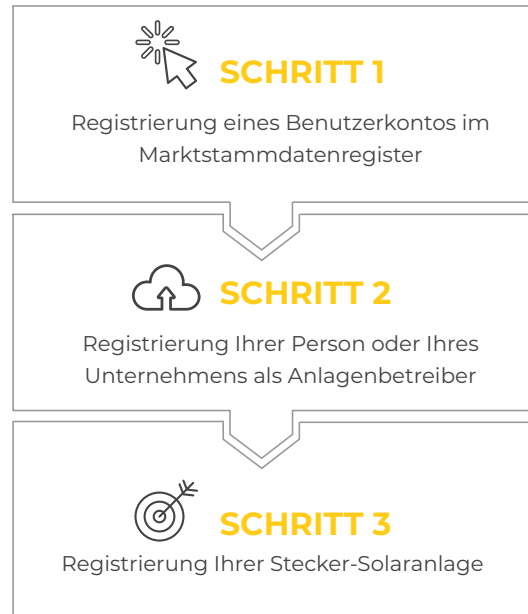 SCHRITT 1
Registrierung eines Benutzerkontos im
Marktstammdatenregister
SCHRITT 2
Registrierung Ihrer Person oder Ihres
Unternehmens als Anlagenbetreiber
SCHRITT 3
Registrierung Ihrer Stecker-Solaranlage